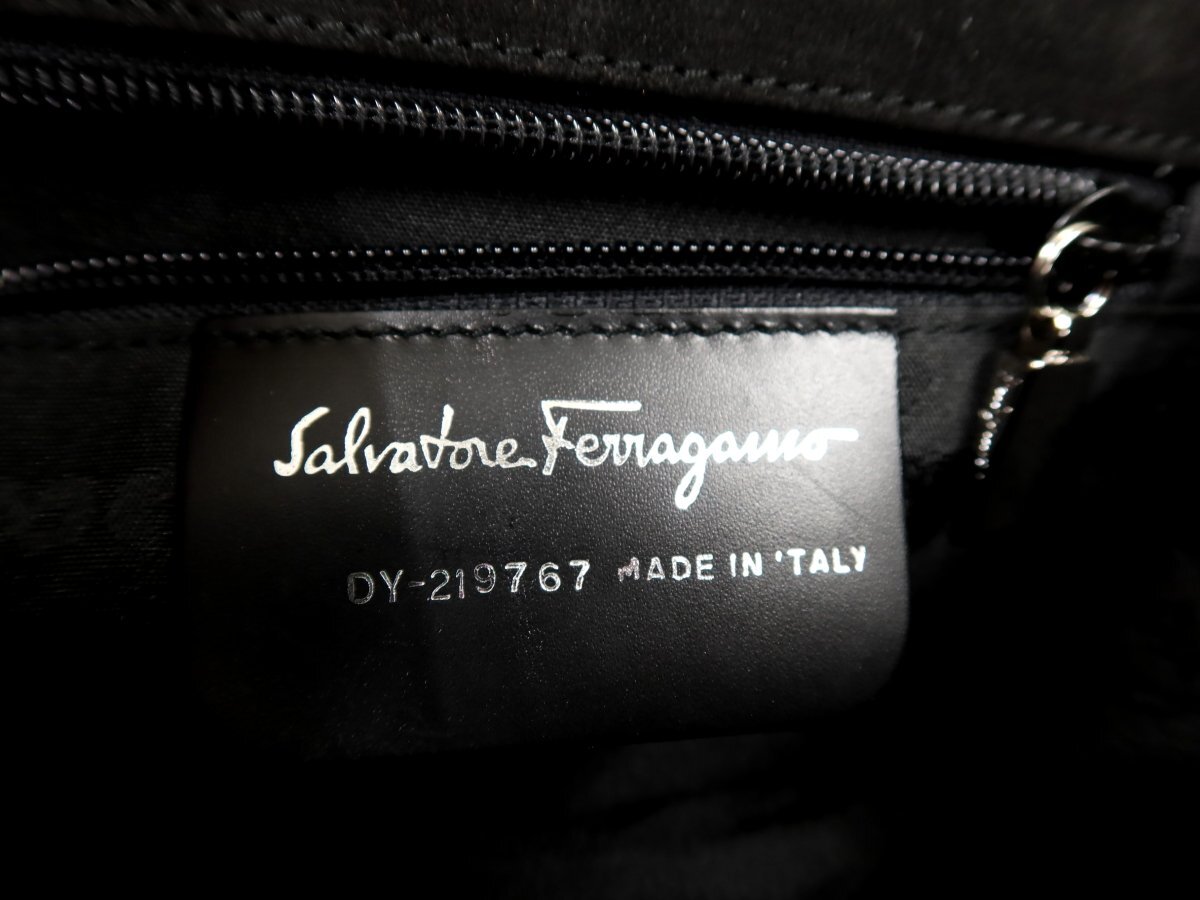 Salvatore Ferragamo
DY-219767 MADE IN 'TALY